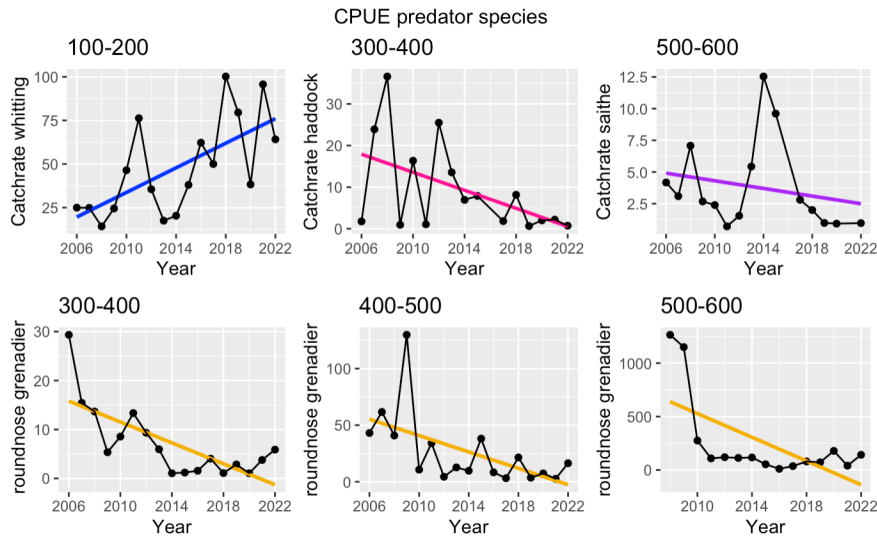 CPUE predator species
100-200
300-400
500-600
Catchrate whitting
100
75
50
25
2006 2010 2014 2018 2022
Year
Catchrate haddock
30
20
10
0
2006 2010 2014 2018 2022
Year
Catchrate saithe
12.5
10.0
7.5
5.0
2.5
2006 2010 2014 2018 2022
Year
300-400
400-500
500-600
roundnose grenadier
30
20
10
0
2006 2010 2014 2018 2022
Year
roundnose grenadier
100
50
0
2006 2010 2014 2018 2022
Year
roundnose grenadier
1000
500
0
2010 2014 2018 2022
Year